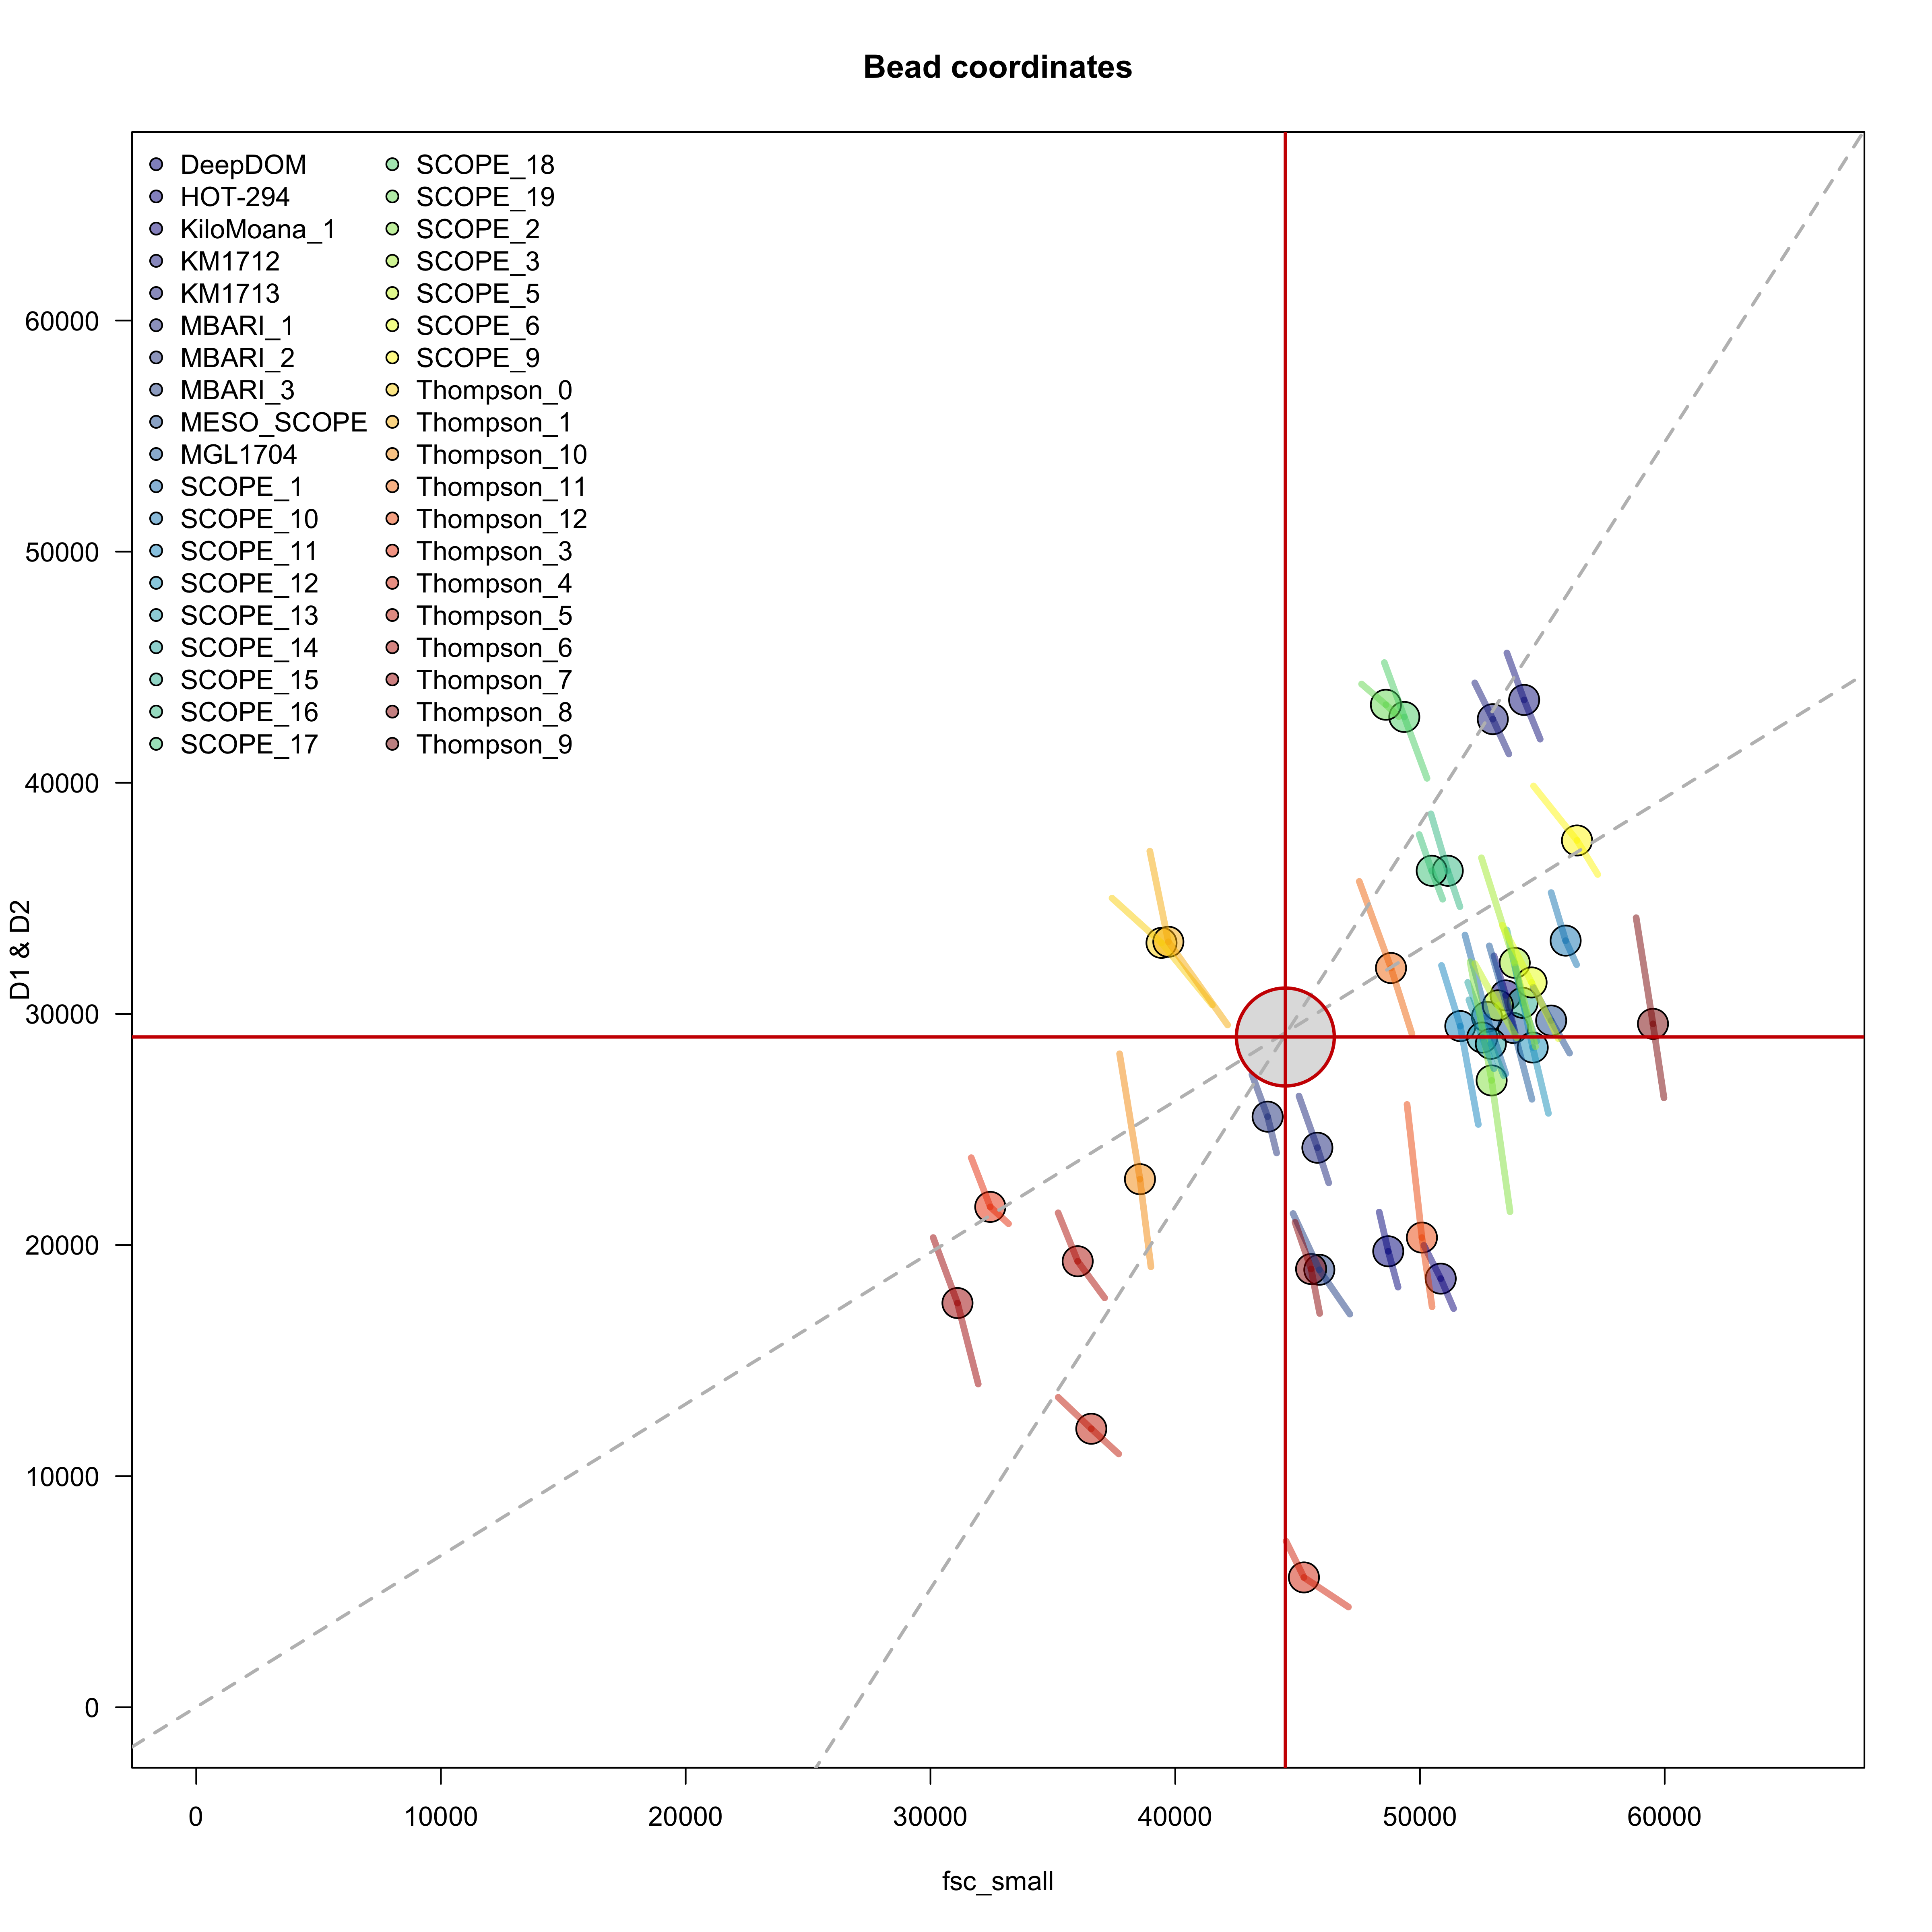 Bead coordinates
DeepDOM
HOT-294
KiloMoana_1
KM1712
KM1713
MBARI_1
MBARI_2
MBARI_3
MESO_SCOPE
MGL1704
SCOPE_1
SCOPE_10
SCOPE_11
SCOPE_12
SCOPE_13
SCOPE_14
SCOPE_15
SCOPE_16
SCOPE_17
SCOPE_18
SCOPE_19
SCOPE_2
SCOPE_3
SCOPE_5
SCOPE_6
SCOPE_9
Thompson_0
Thompson_1
Thompson_10
Thompson_11
Thompson_12
Thompson_3
Thompson_4
Thompson_5
Thompson_6
Thompson_7
Thompson_8
Thompson_9
D1 & D2
60000
50000
40000
30000
20000
10000
0
0 10000 20000 30000 40000 50000 60000
fsc_small